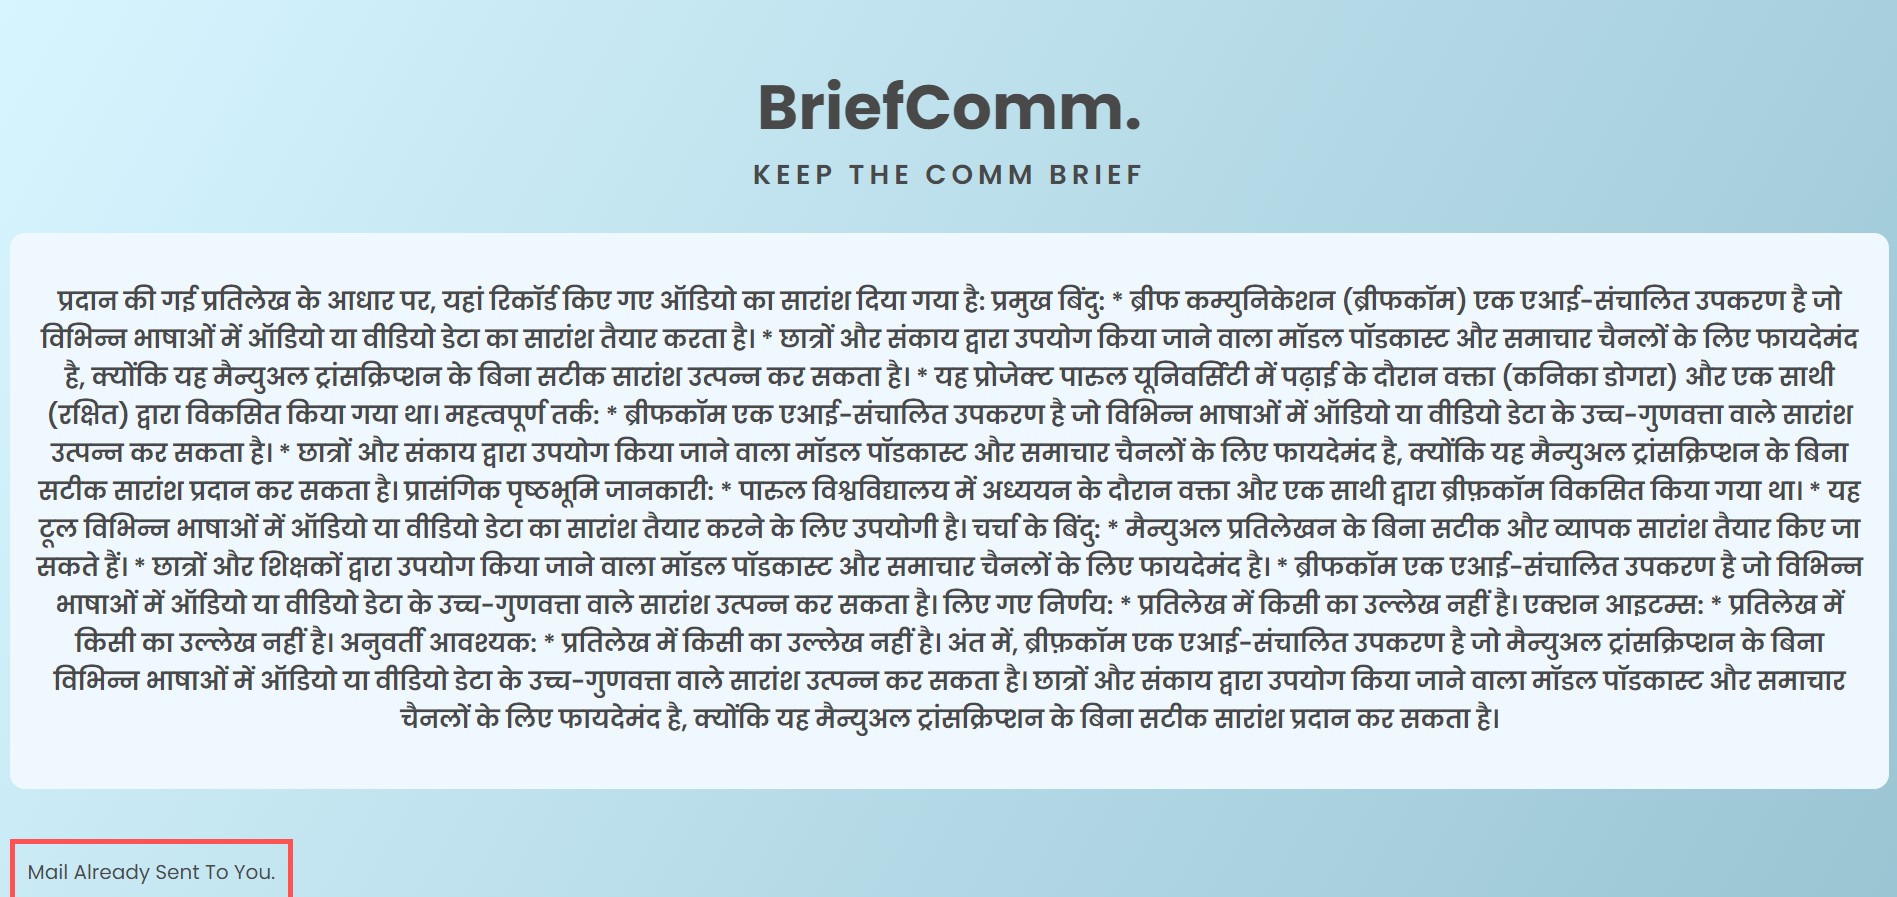 BriefComm.
KEEP THE COMM BRIEF
प्रदान की गई प्रतिलेख के आधार पर, यहां रिकॉर्ड किए गए ऑडियो का सारांश दिया गया है: प्रमुख बिंदु: * ब्रीफ कम्युनिकेशन (ब्रीफकॉम) एक एआई-संचालित उपकरण है जो
विभिन्न भाषाओं में ऑडियो या वीडियो डेटा का सारांश तैयार करता है। * छात्रों और संकाय द्वारा उपयोग किया जाने वाला मॉडल पॉडकास्ट और समाचार चैनलों के लिए फायदेमंद
है, क्योंकि यह मैन्युअल ट्रांसक्रिप्शन के बिना सटीक सारांश उत्पन्न कर सकता है। * यह प्रोजेक्ट पारुल यूनिवर्सिटी में पढ़ाई के दौरान वक्ता (कनिका डोगरा) और एक साथी
(रक्षित) द्वारा विकसित किया गया था। महत्वपूर्ण तर्क: * ब्रीफकॉम एक एआई-संचालित उपकरण है जो विभिन्न भाषाओं में ऑडियो या वीडियो डेटा के उच्च-गुणवत्ता वाले सारांश
उत्पन्न कर सकता है। * छात्रों और संकाय द्वारा उपयोग किया जाने वाला मॉडल पॉडकास्ट और समाचार चैनलों के लिए फायदेमंद है, क्योंकि यह मैन्युअल ट्रांसक्रिप्शन के बिना
सटीक सारांश प्रदान कर सकता है। प्रासंगिक पृष्ठभूमि जानकारी: * पारुल विश्वविद्यालय में अध्ययन के दौरान वक्ता और एक साथी द्वारा ब्रीफ़कॉम विकसित किया गया था। * यह
टूल विभिन्न भाषाओं में ऑडियो या वीडियो डेटा का सारांश तैयार करने के लिए उपयोगी है। चर्चा के बिंदु: * मैन्युअल प्रतिलेखन के बिना सटीक और व्यापक सारांश तैयार किए जा
सकते हैं। * छात्रों और शिक्षकों द्वारा उपयोग किया जाने वाला मॉडल पॉडकास्ट और समाचार चैनलों के लिए फायदेमंद है। * ब्रीफकॉम एक एआई-संचालित उपकरण है जो विभिन्न
भाषाओं में ऑडियो या वीडियो डेटा के उच्च-गुणवत्ता वाले सारांश उत्पन्न कर सकता है। लिए गए निर्णय: * प्रतिलेख में किसी का उल्लेख नहीं है। एक्शन आइटम्स: * प्रतिलेख में
किसी का उल्लेख नहीं है। अनुवर्ती आवश्यक: * प्रतिलेख में किसी का उल्लेख नहीं है। अंत में, ब्रीफ़कॉम एक एआई-संचालित उपकरण है जो मैन्युअल ट्रांसक्रिप्शन के बिना
विभिन्न भाषाओं में ऑडियो या वीडियो डेटा के उच्च-गुणवत्ता वाले सारांश उत्पन्न कर सकता है। छात्रों और संकाय द्वारा उपयोग किया जाने वाला मॉडल पॉडकास्ट और समाचार
चैनलों के लिए फायदेमंद है, क्योंकि यह मैन्युअल ट्रांसक्रिप्शन के बिना सटीक सारांश प्रदान कर सकता है।
Mail Already Sent To You.